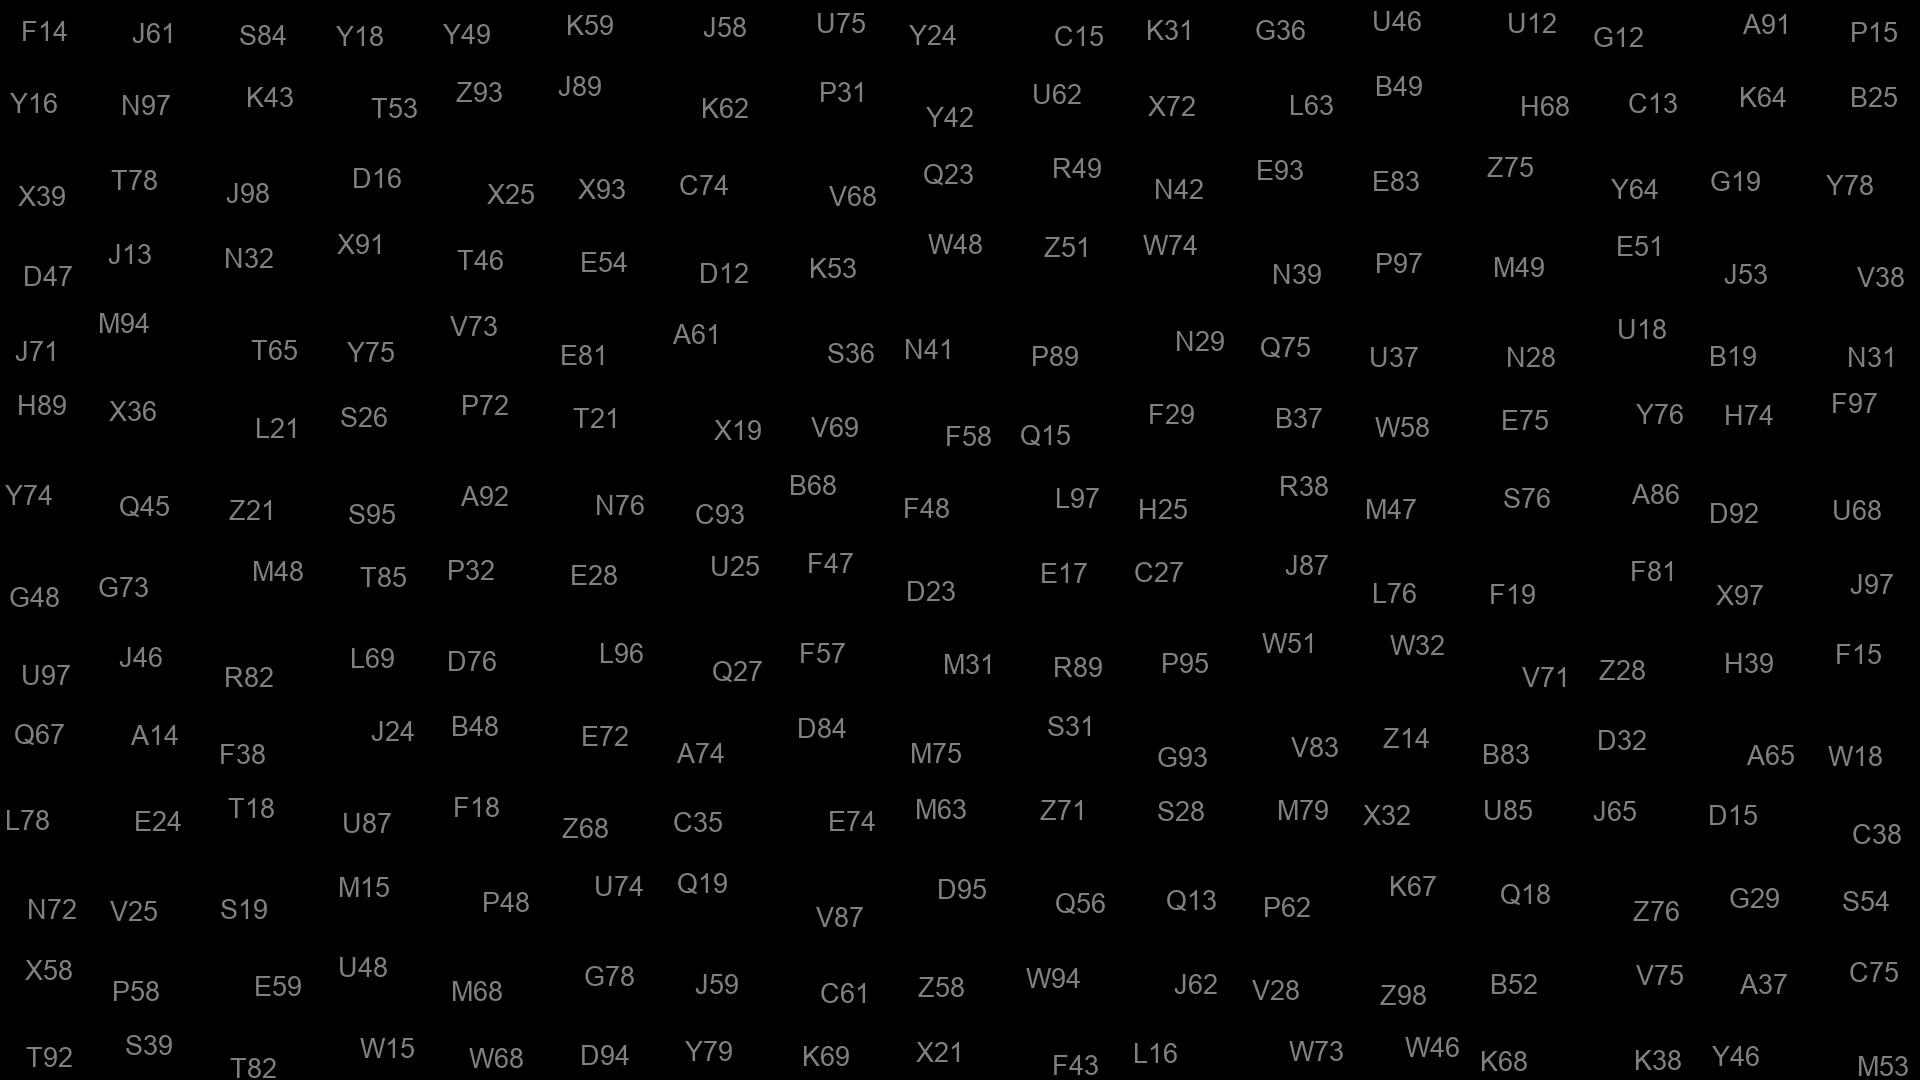 F14 J61 S84 Y18 Y49 K59 J58 U75 Y24 C15 K31 G36 U46 U12 G12 A91 P15
Y16 N97 K43 T53 Z93 J89 K62 P31 Y42 U62 X72 L63 B49 H68 C13 K64 B25
X39 T78 J98 D16 X25 X93 C74 V68 Q23 R49 N42 E93 E83 Z75 Y64 G19 Y78
D47 J13 N32 X91 T46 E54 D12 K53 W48 Z51 W74 N39 P97 M49 E51 J53 V38
J71 M94 T65 Y75 V73 E81 A61 S36 N41 P89 N29 Q75 U37 N28 U18 B19 N31
H89 X36 L21 S26 P72 T21 X19 V69 F58 Q15 F29 B37 W58 E75 Y76 H74 F97
Y74 Q45 Z21 S95 A92 N76 C93 B68 F48 L97 H25 R38 M47 S76 A86 D92 U68
G48 G73 M48 T85 P32 E28 U25 F47 D23 E17 C27 J87 L76 F19 F81 X97 J97
U97 J46 R82 L69 D76 L96 Q27 F57 M31 R89 P95 W51 W32 V71 Z28 H39 F15
Q67 A14 F38 J24 B48 E72 A74 D84 M75 S31 G93 V83 Z14 B83 D32 A65 W18
L78 E24 T18 U87 F18 Z68 C35 E74 M63 Z71 S28 M79 X32 U85 J65 D15 C38
N72 V25 S19 M15 P48 U74 Q19 V87 D95 Q56 Q13 P62 K67 Q18 Z76 G29 S54
X58 P58 E59 U48 M68 G78 J59 C61 Z58 W94 J62 V28 Z98 B52 V75 A37 C75
T92 S39 T82 W15 W68 D94 Y79 K69 X21 F43 L16 W73 W46 K68 K38 Y46 M53